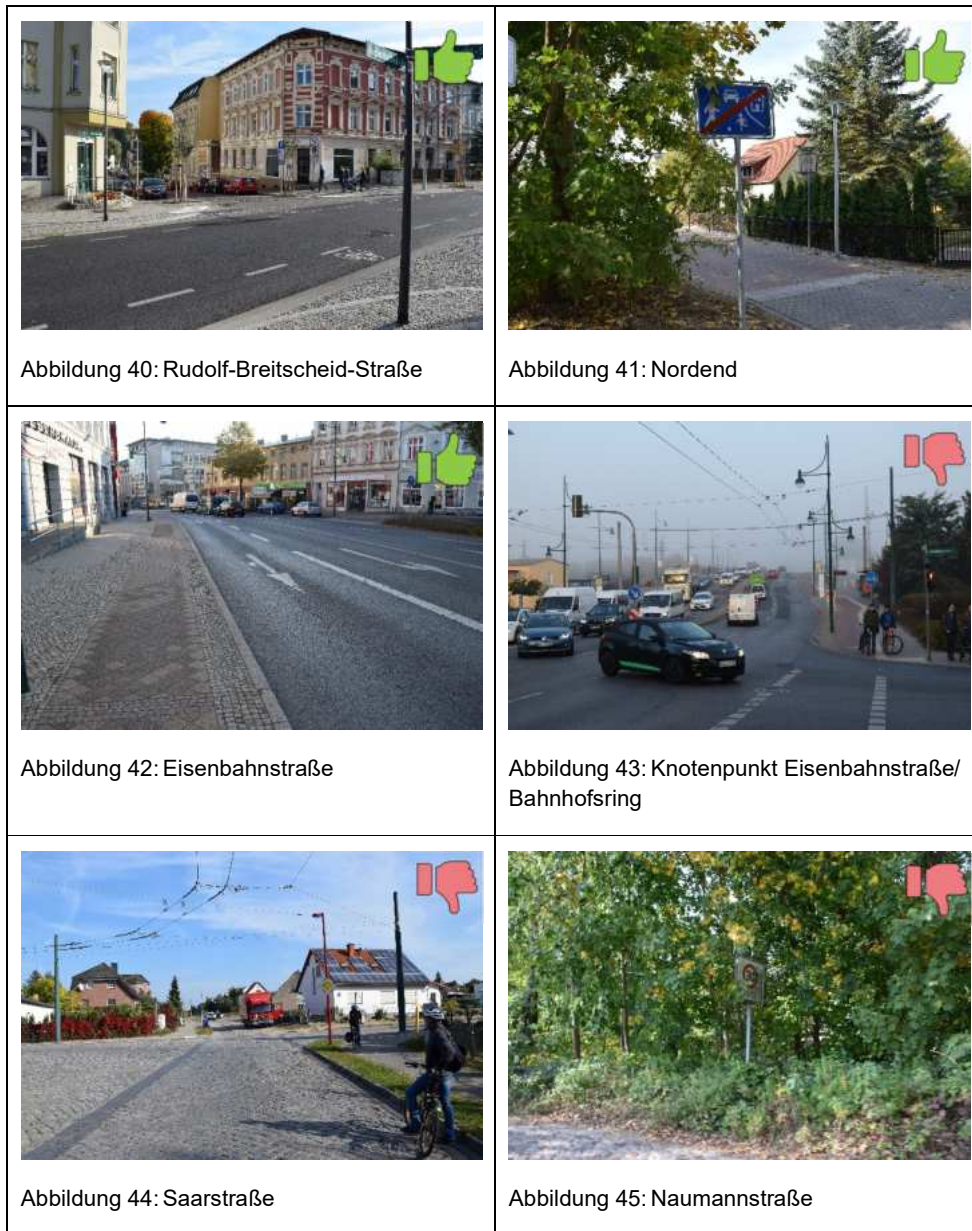 Abbildung 40: Rudolf-Breitscheid-Straße
Abbildung 41: Nordend
Abbildung 42: Eisenbahnstraße
Abbildung 43: Knotenpunkt Eisenbahnstraße/
Bahnhofsring
Abbildung 44: Saarstraße
Abbildung 45: Naumannstraße